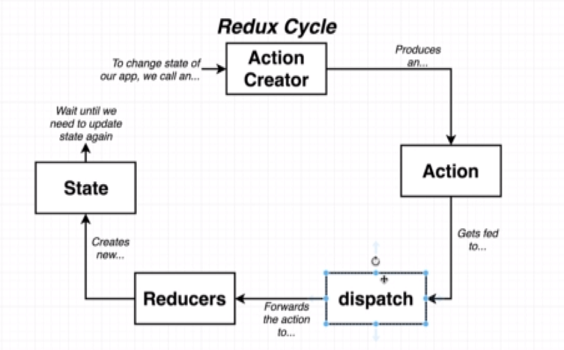 Redux Cycle
To change state of
our app, we call an...
Action
Creator
Produces
an...
Action
Gets fed
to...
dispatch
Forwards
the action
to...
Reducers
Creates
new...
State
Wait until we
need to update
state again